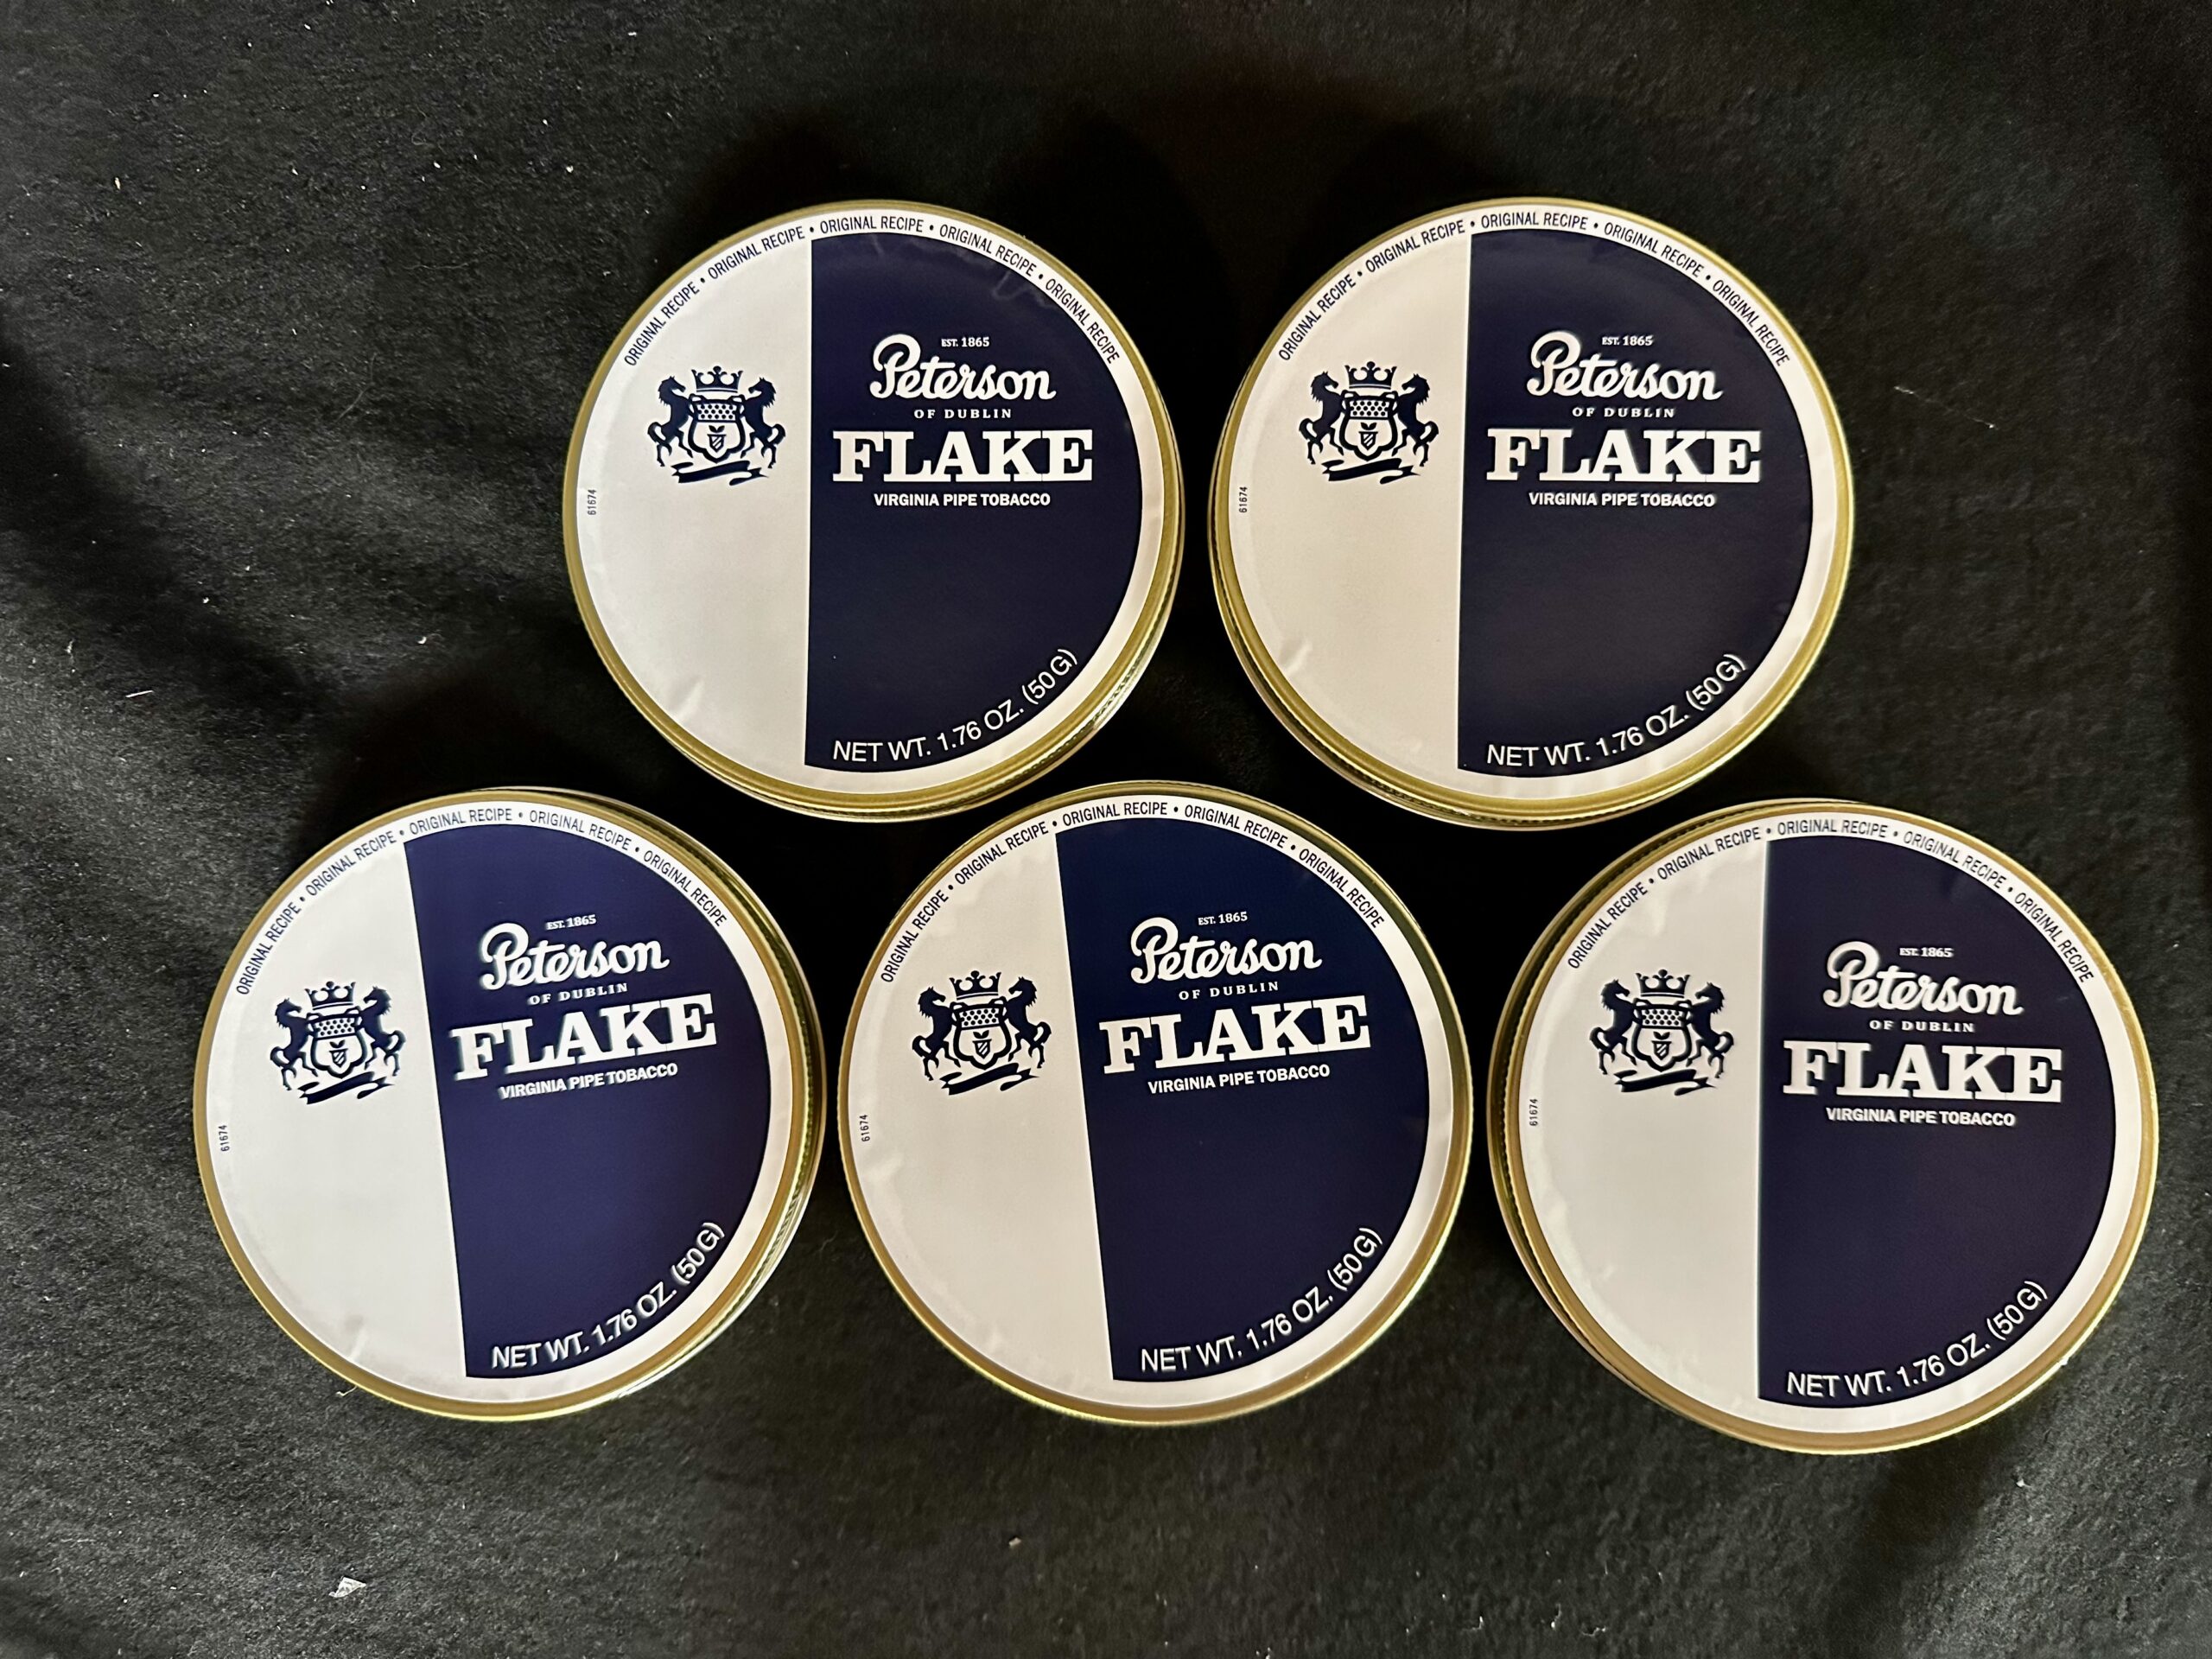 ORIGINAL RECIPE • ORIGINAL RECIPE • ORIGINAL RECIPE • ORIGINAL RECIPE • ORIGINAL RECIPE
EST. 1865
Peterson
OF DUBLIN
FLAKE
VIRGINIA PIPE TOBACCO
61674
NET WT. 1.76 OZ. (50 G)
ORIGINAL RECIPE • ORIGINAL RECIPE • ORIGINAL RECIPE • ORIGINAL RECIPE • ORIGINAL RECIPE
EST. 1865
Peterson
OF DUBLIN
FLAKE
VIRGINIA PIPE TOBACCO
61674
NET WT. 1.76 OZ. (50 G)
ORIGINAL RECIPE • ORIGINAL RECIPE • ORIGINAL RECIPE • ORIGINAL RECIPE • ORIGINAL RECIPE
EST. 1865
Peterson
OF DUBLIN
FLAKE
VIRGINIA PIPE TOBACCO
61674
NET WT. 1.76 OZ. (50 G)
ORIGINAL RECIPE • ORIGINAL RECIPE • ORIGINAL RECIPE • ORIGINAL RECIPE • ORIGINAL RECIPE
EST. 1865
Peterson
OF DUBLIN
FLAKE
VIRGINIA PIPE TOBACCO
61674
NET WT. 1.76 OZ. (50 G)
ORIGINAL RECIPE • ORIGINAL RECIPE • ORIGINAL RECIPE • ORIGINAL RECIPE • ORIGINAL RECIPE
EST. 1865
Peterson
OF DUBLIN
FLAKE
VIRGINIA PIPE TOBACCO
61674
NET WT. 1.76 OZ. (50 G)